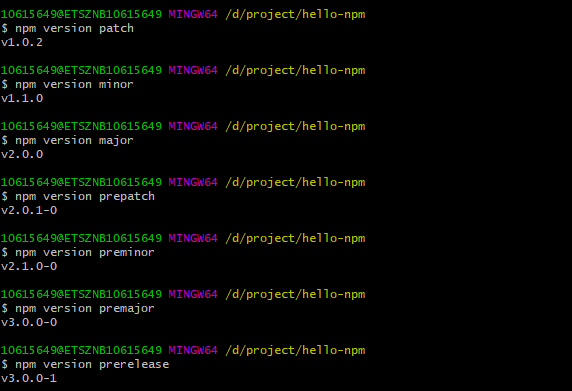 10615649@ETSZNB10615649 MINGW64 /d/project/hello-npm
$ npm version patch
v1.0.2
10615649@ETSZNB10615649 MINGW64 /d/project/hello-npm
$ npm version minor
v1.1.0
10615649@ETSZNB10615649 MINGW64 /d/project/hello-npm
$ npm version major
v2.0.0
10615649@ETSZNB10615649 MINGW64 /d/project/hello-npm
$ npm version prepatch
v2.0.1-0
10615649@ETSZNB10615649 MINGW64 /d/project/hello-npm
$ npm version preminor
v2.1.0-0
10615649@ETSZNB10615649 MINGW64 /d/project/hello-npm
$ npm version premajor
v3.0.0-0
10615649@ETSZNB10615649 MINGW64 /d/project/hello-npm
$ npm version prerelease
v3.0.0-1